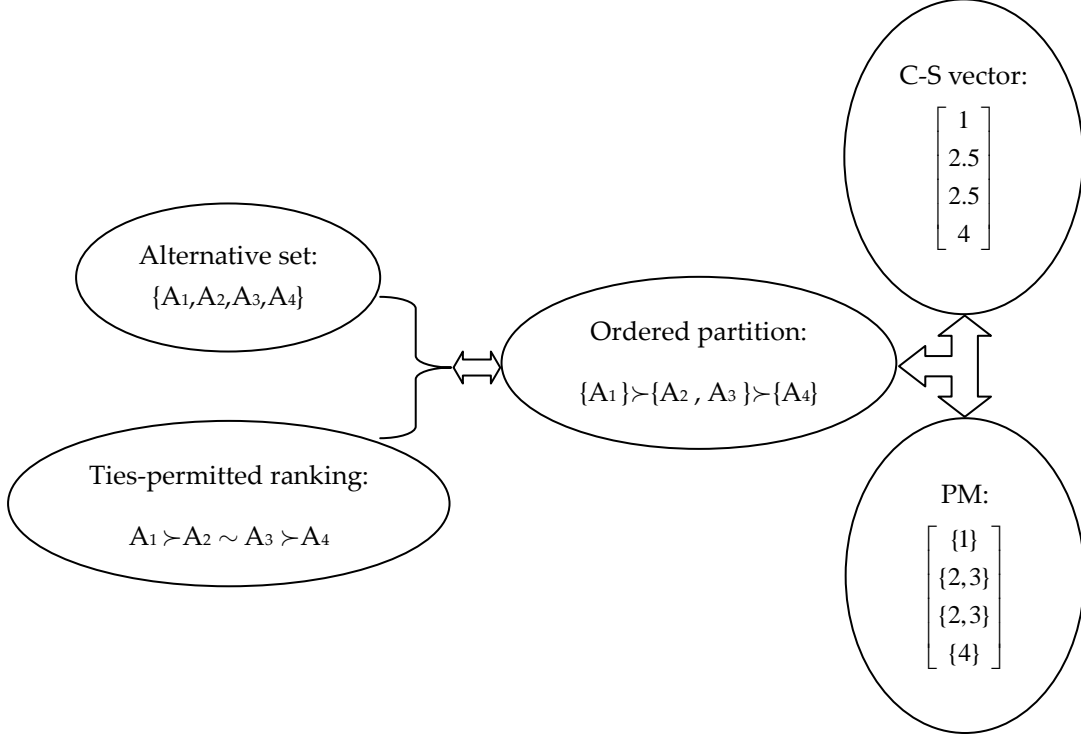 C-S vector:
1
2.5
2.5
4
Alternative set:
{A₁,A₂,A₃,A₄}
Ordered partition:
{A₁}≻{A₂ , A₃}≻{A₄}
Ties-permitted ranking:
A₁ ≻A₂ ∼ A₃ ≻A₄
PM:
{1}
{2,3}
{2,3}
{4}